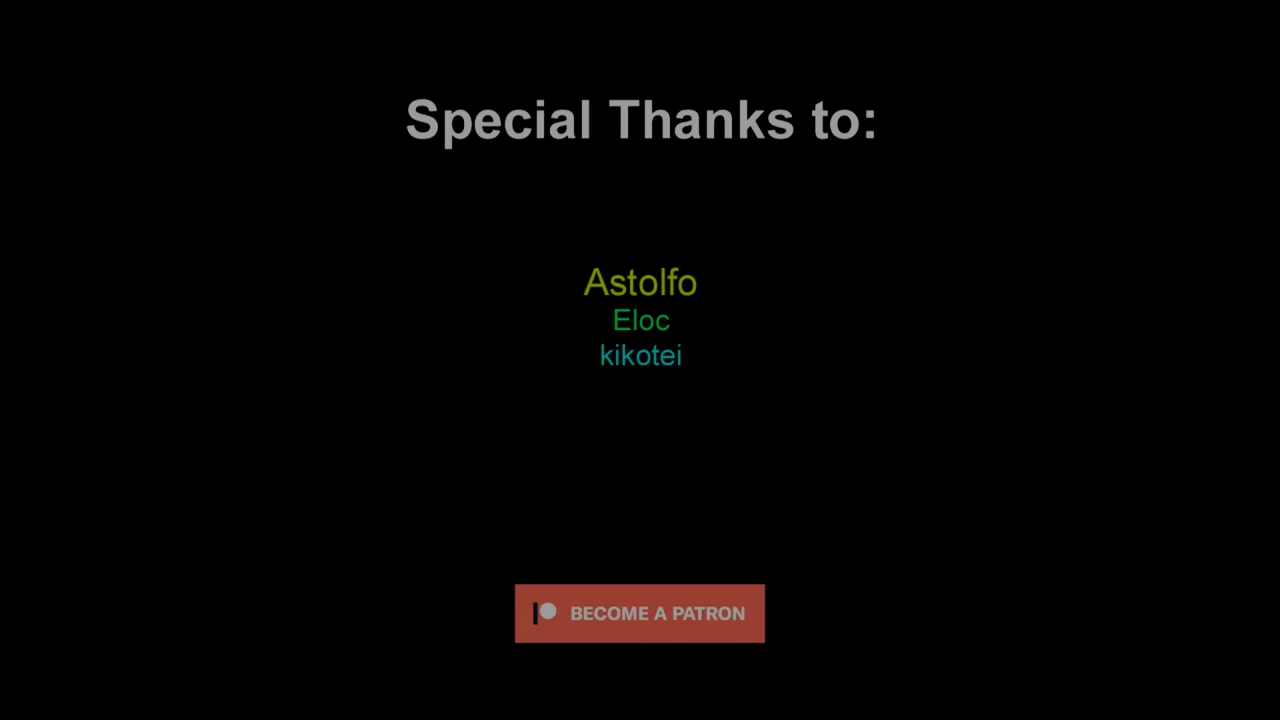 Special Thanks to:
Astolfo
Eloc
kikotei
BECOME A PATRON